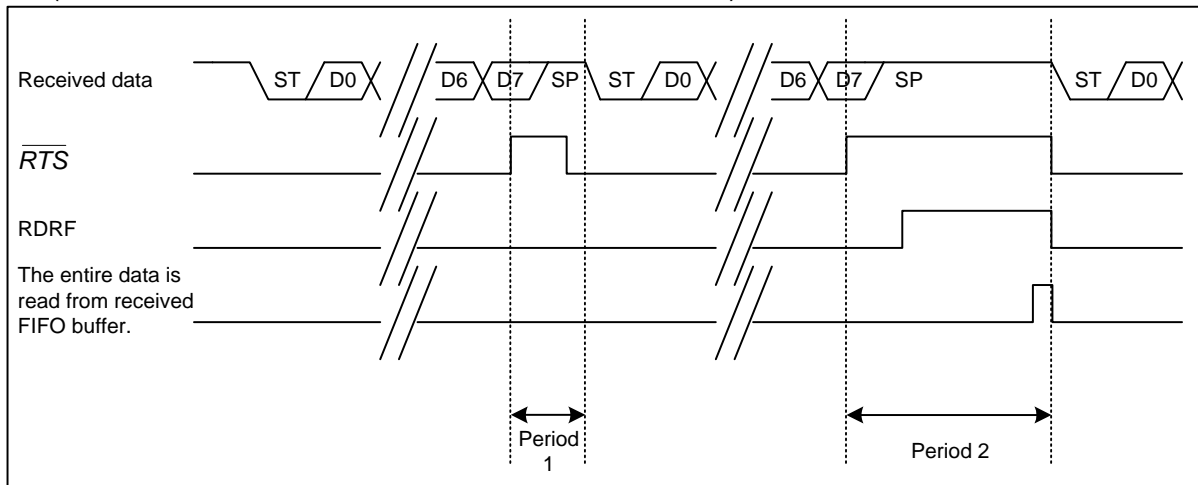 Received data ST D0 D6 D7 SP ST D0 D6 D7 SP ST D0
RTS
RDRF
The entire data is
read from received
FIFO buffer.
Period
1
Period 2